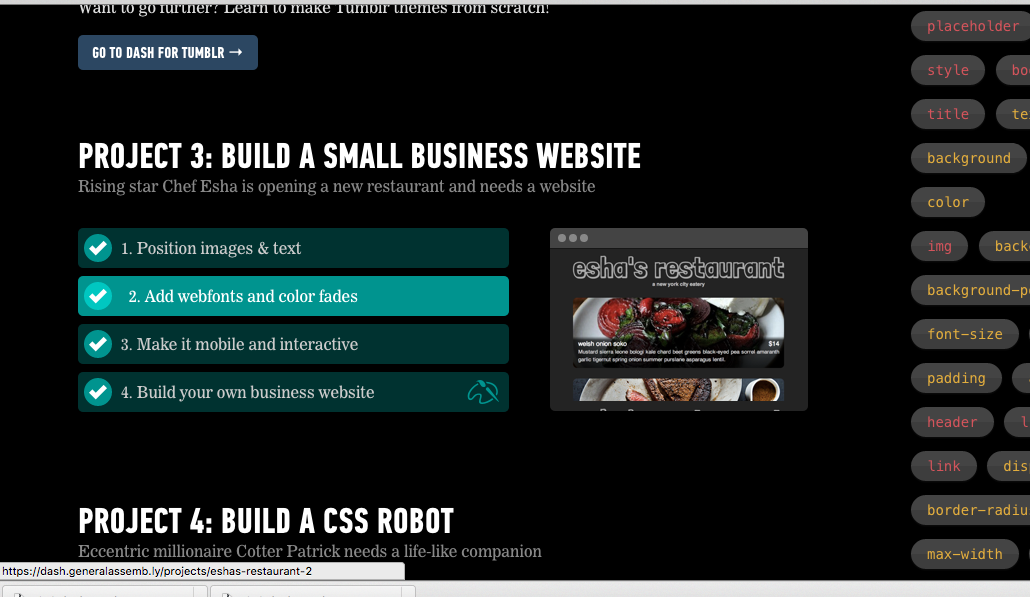 Want to go further? Learn to make Tumblr themes from scratch!
GO TO DASH FOR TUMBLR →
PROJECT 3: BUILD A SMALL BUSINESS WEBSITE
Rising star Chef Esha is opening a new restaurant and needs a website
1. Position images & text
2. Add webfonts and color fades
3. Make it mobile and interactive
4. Build your own business website
esha's restaurant
a new york city eatery
welsh onion soko $14
Mustard sierra leone bologi kale chard beet greens black-eyed pea sorrel amaranth
garlic tigernut spring onion summer purslane asparagus lentil.
PROJECT 4: BUILD A CSS ROBOT
Eccentric millionaire Cotter Patrick needs a life-like companion
https://dash.generalassemb.ly/projects/eshas-restaurant-2
placeholder
style bo
title te
background
color
img back
background-po
font-size
padding
header l
link dis
border-radiu
max-width